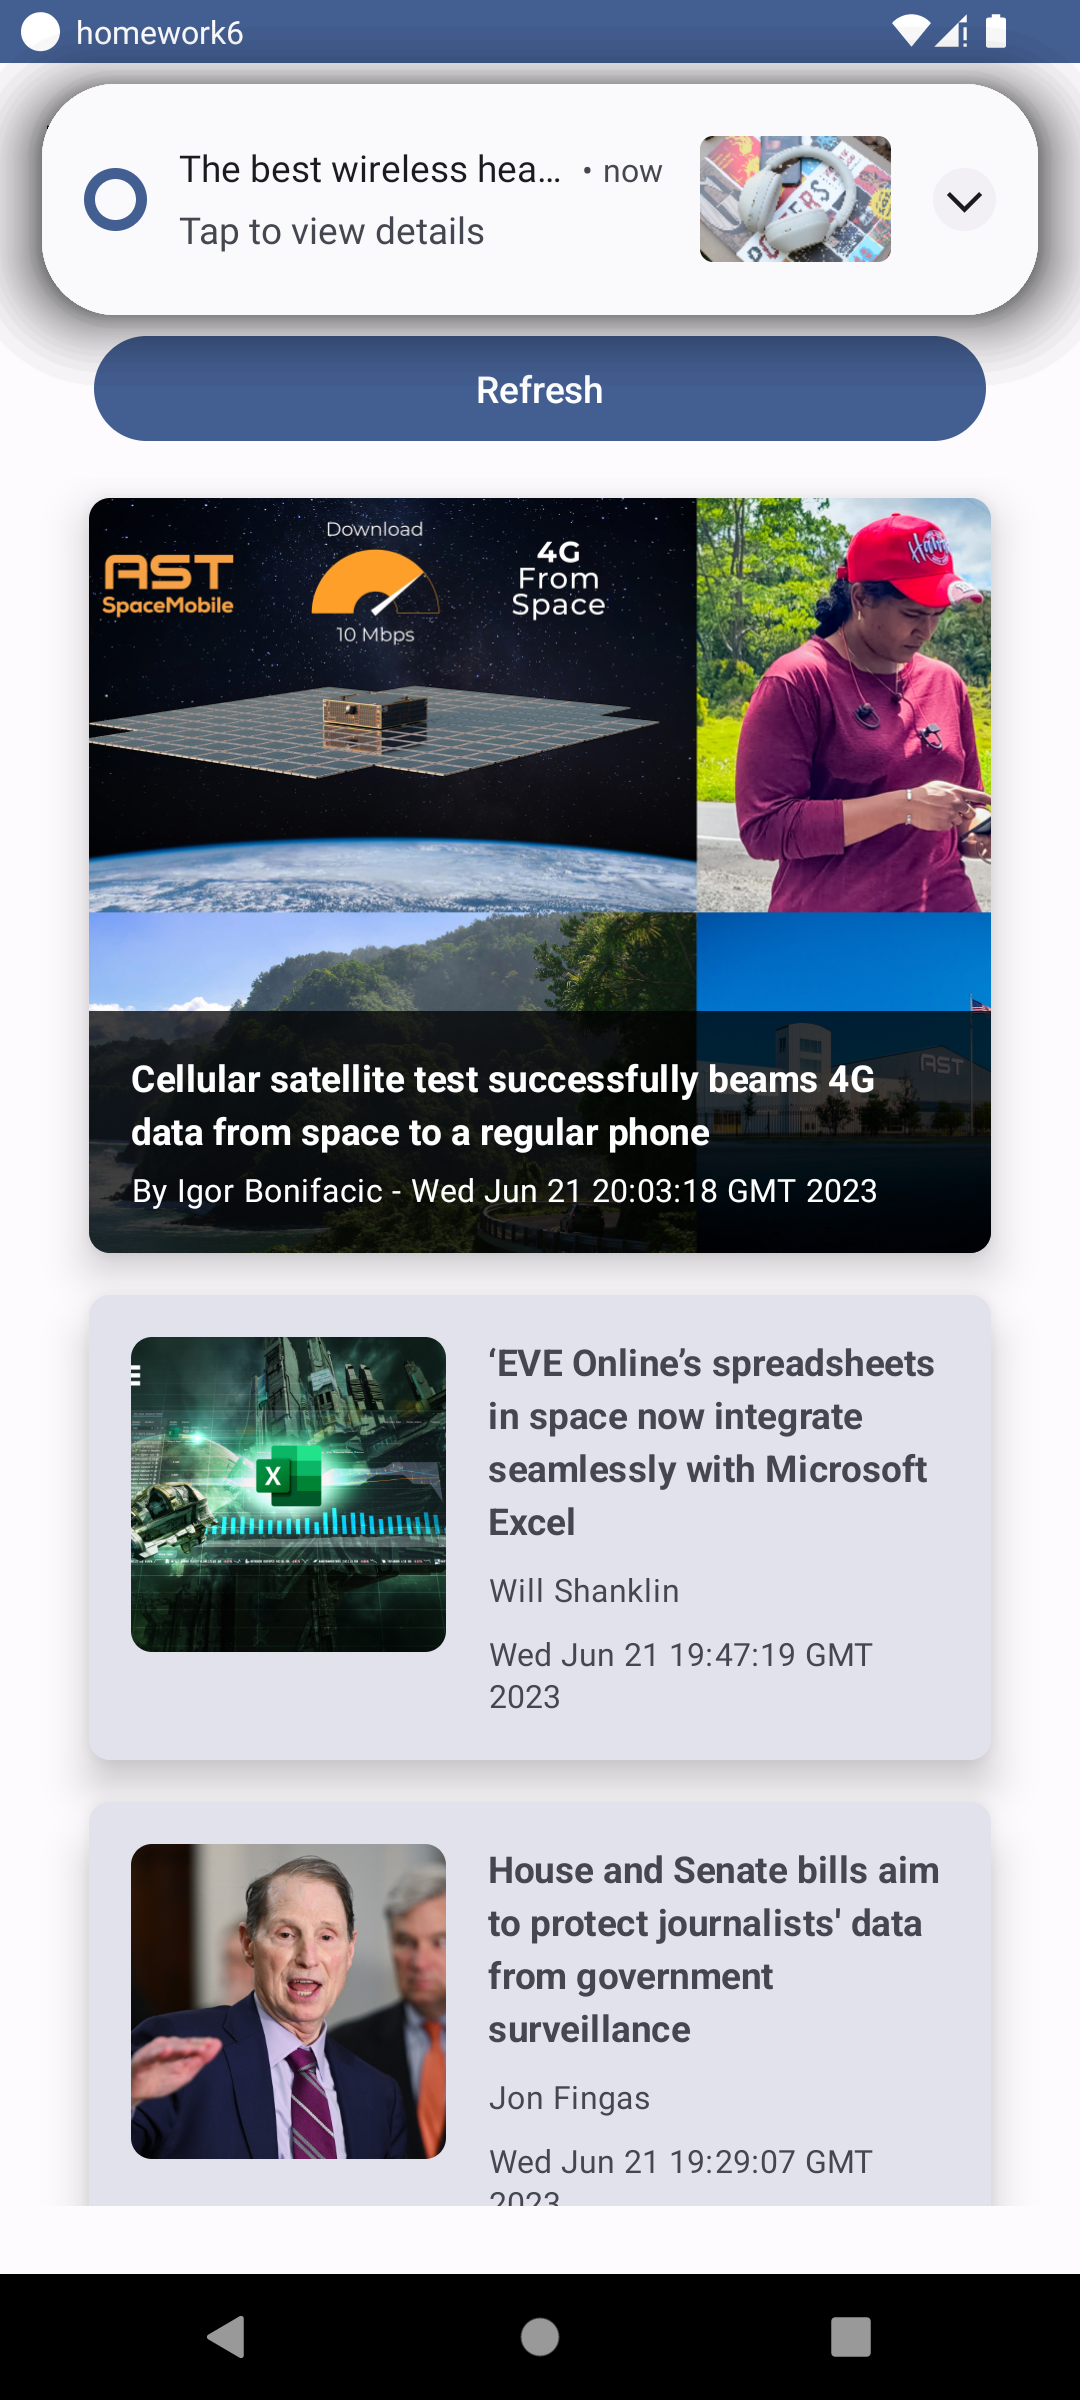 homework6
The best wireless hea… • now
Tap to view details
Refresh
AST
SpaceMobile
Download
10 Mbps
4G
From
Space
AST
Cellular satellite test successfully beams 4G
data from space to a regular phone
By Igor Bonifacic - Wed Jun 21 20:03:18 GMT 2023
X
‘EVE Online’s spreadsheets
in space now integrate
seamlessly with Microsoft
Excel
Will Shanklin
Wed Jun 21 19:47:19 GMT
2023
House and Senate bills aim
to protect journalists' data
from government
surveillance
Jon Fingas
Wed Jun 21 19:29:07 GMT
2023